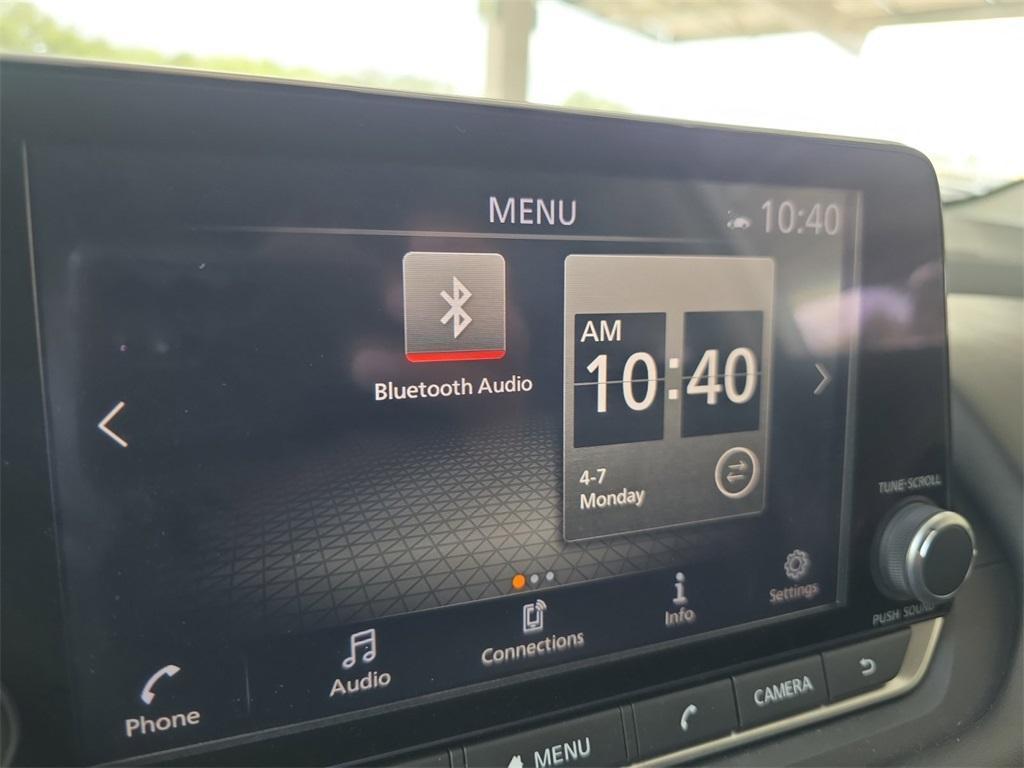 MENU
10:40
Bluetooth Audio
AM
10:40
4-7
Monday
TUNE·SCROLL
PUSH SOUND
Phone
Audio
Connections
Info
Settings
MENU
CAMERA